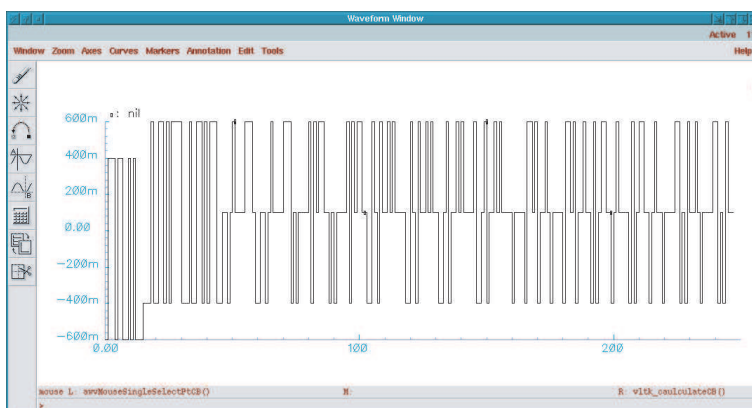 Waveform Window
Active 1
Window Zoom Axes Curves Markers Annotation Edit Tools
Help
: nil
600m
400m
200m
0.00
-200m
-400m
-600m
0.00
100
200
A
B
mouse L: awvMouseSingleSelectPtCB()
M:
R: vltk_caulculateCB()
>